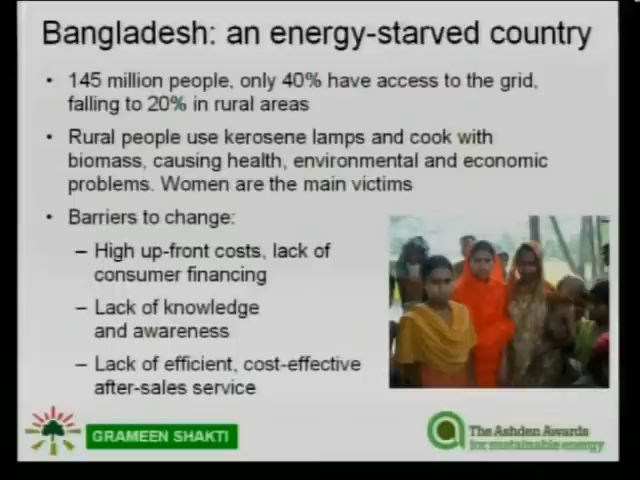 Bangladesh: an energy-starved country
• 145 million people, only 40% have access to the grid,
falling to 20% in rural areas
• Rural people use kerosene lamps and cook with
biomass, causing health, environmental and economic
problems. Women are the main victims
• Barriers to change:
– High up-front costs, lack of
consumer financing
– Lack of knowledge
and awareness
– Lack of efficient, cost-effective
after-sales service
GRAMEEN SHAKTI
The Ashden Awards
for sustainable energy